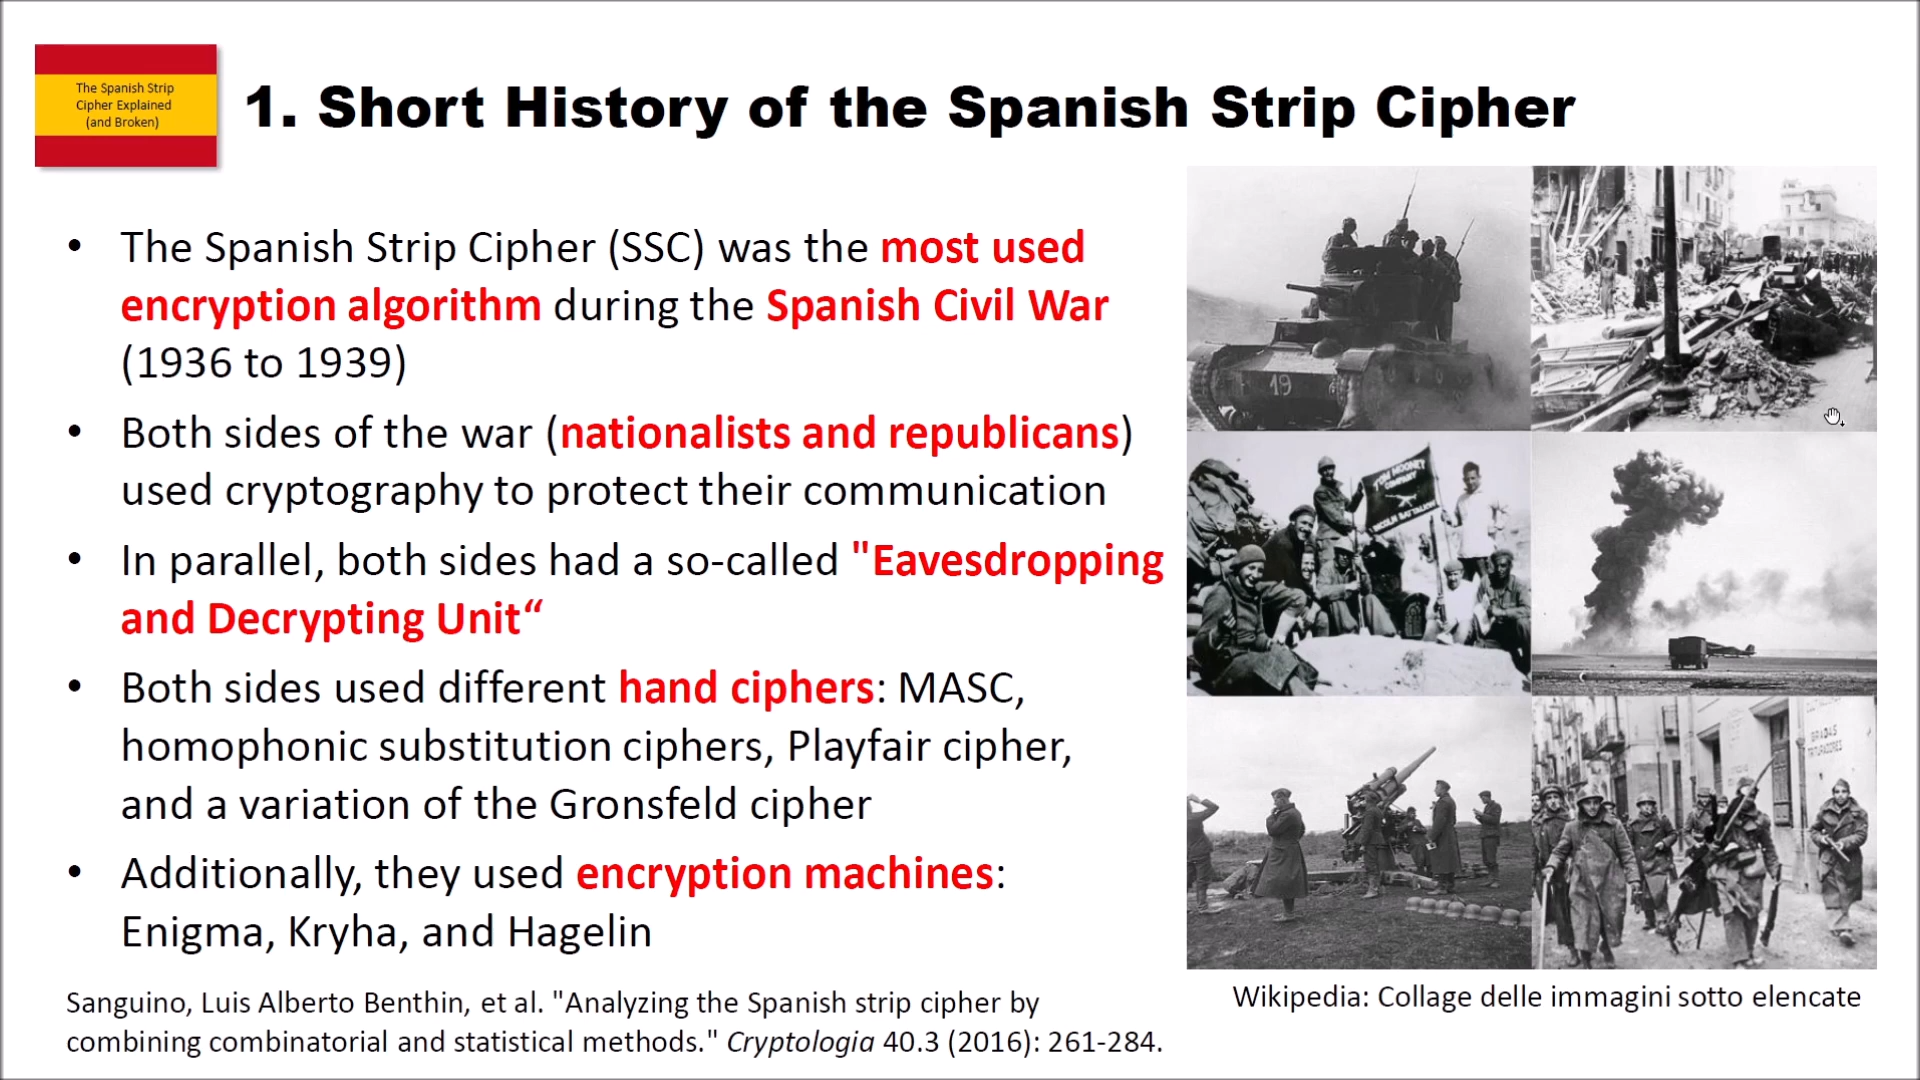 The Spanish Strip
Cipher Explained
(and Broken)
1. Short History of the Spanish Strip Cipher
• The Spanish Strip Cipher (SSC) was the most used
encryption algorithm during the Spanish Civil War
(1936 to 1939)
• Both sides of the war (nationalists and republicans)
used cryptography to protect their communication
• In parallel, both sides had a so-called "Eavesdropping
and Decrypting Unit“
• Both sides used different hand ciphers: MASC,
homophonic substitution ciphers, Playfair cipher,
and a variation of the Gronsfeld cipher
• Additionally, they used encryption machines:
Enigma, Kryha, and Hagelin
Sanguino, Luis Alberto Benthin, et al. "Analyzing the Spanish strip cipher by
combining combinatorial and statistical methods." Cryptologia 40.3 (2016): 261-284.
19
TOM MOONEY
COMPANY
Wikipedia: Collage delle immagini sotto elencate